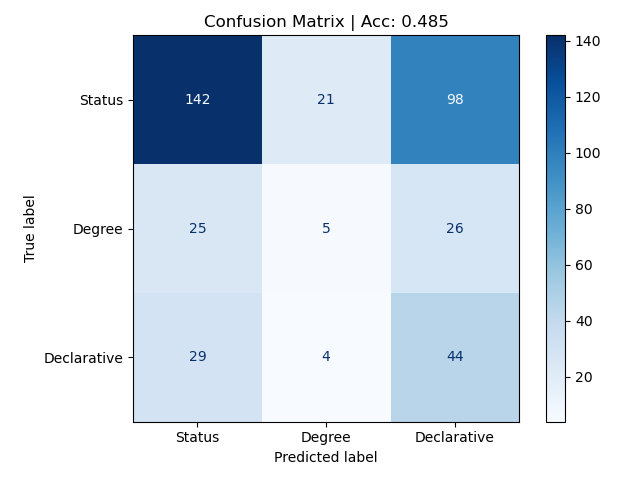 Confusion Matrix | Acc: 0.485
Status 142 21 98
Degree 25 5 26
Declarative 29 4 44
Status Degree Declarative
Predicted label
True label
140
120
100
80
60
40
20